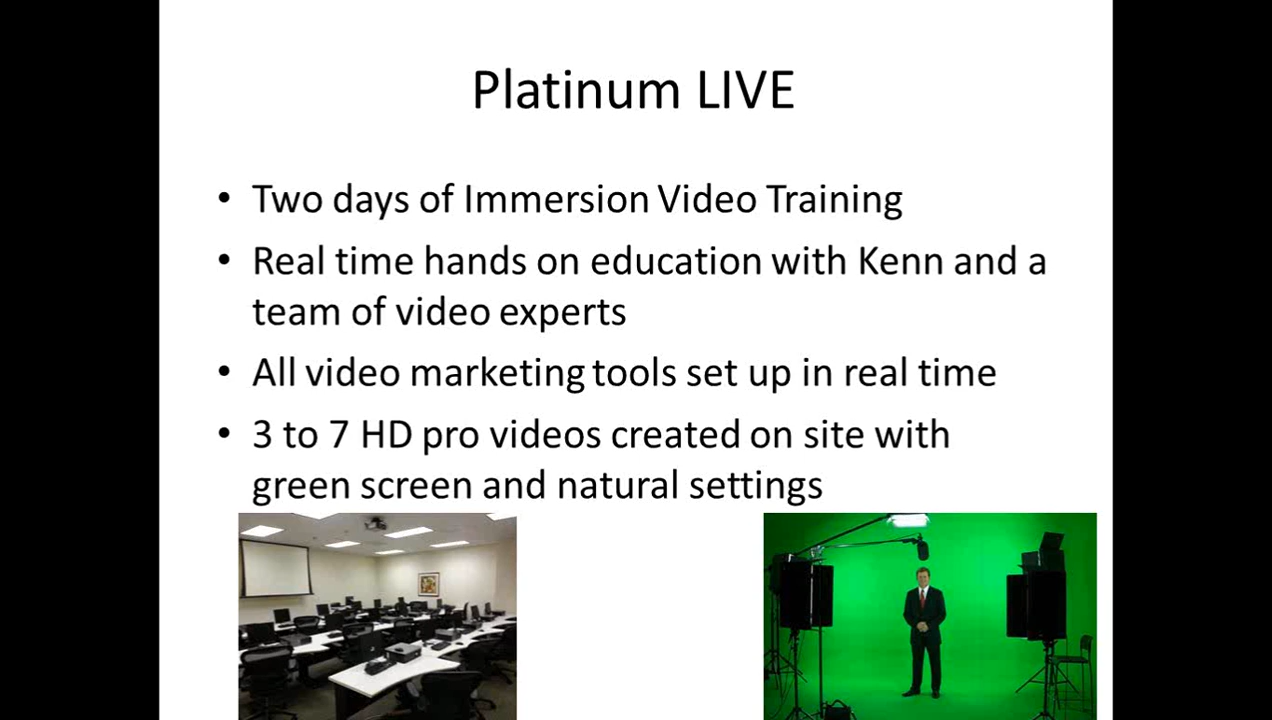 Platinum LIVE
• Two days of Immersion Video Training
• Real time hands on education with Kenn and a
team of video experts
• All video marketing tools set up in real time
• 3 to 7 HD pro videos created on site with
green screen and natural settings